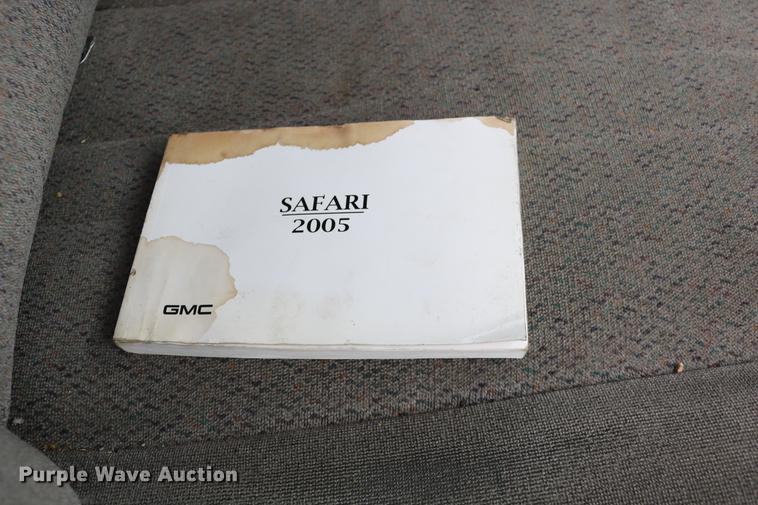 SAFARI
2005
GMC
Purple Wave Auction